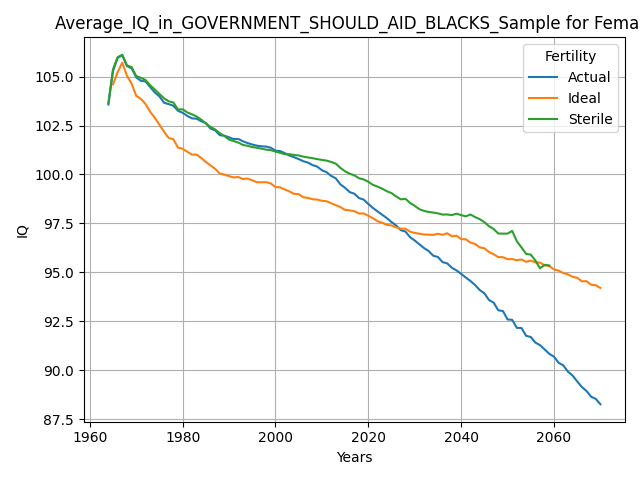 Average_IQ_in_GOVERNMENT_SHOULD_AID_BLACKS_Sample for Fema
Fertility
Actual
Ideal
Sterile
105.0
102.5
100.0
97.5
95.0
92.5
90.0
87.5
IQ
1960
1980
2000
2020
2040
2060
Years